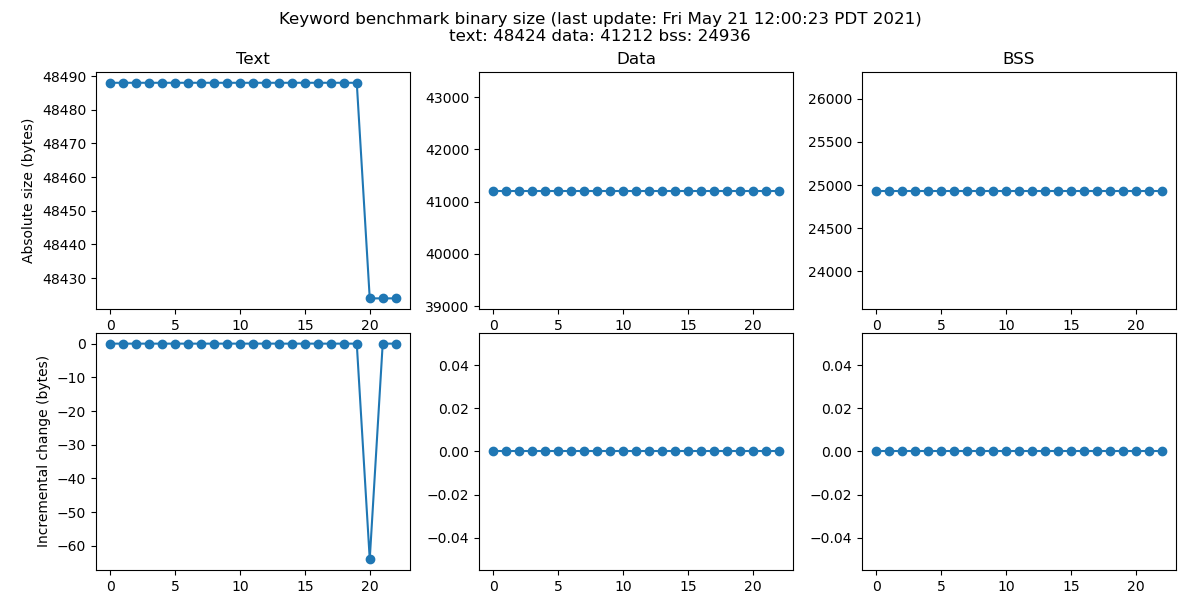 Keyword benchmark binary size (last update: Fri May 21 12:00:23 PDT 2021)
text: 48424 data: 41212 bss: 24936
Text
Data
BSS
Absolute size (bytes)
48490
48480
48470
48460
48450
48440
48430
0 5 10 15 20
43000
42000
41000
40000
39000
0 5 10 15 20
26000
25500
25000
24500
24000
0 5 10 15 20
Incremental change (bytes)
0
−10
−20
−30
−40
−50
−60
0 5 10 15 20
0.04
0.02
0.00
−0.02
−0.04
0 5 10 15 20
0.04
0.02
0.00
−0.02
−0.04
0 5 10 15 20